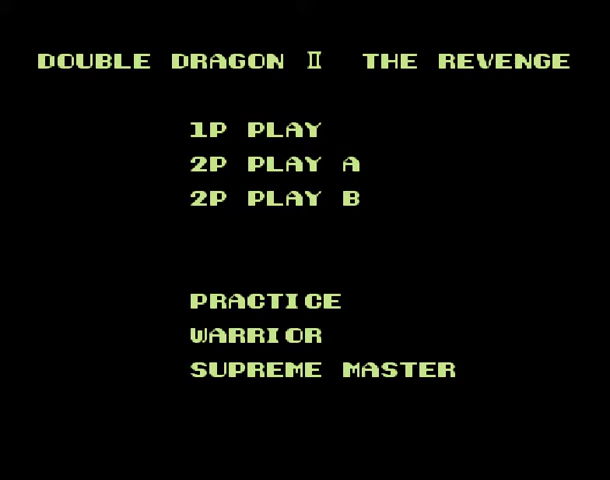 DOUBLE DRAGON II THE REVENGE
1P PLAY
2P PLAY A
2P PLAY B
PRACTICE
WARRIOR
SUPREME MASTER